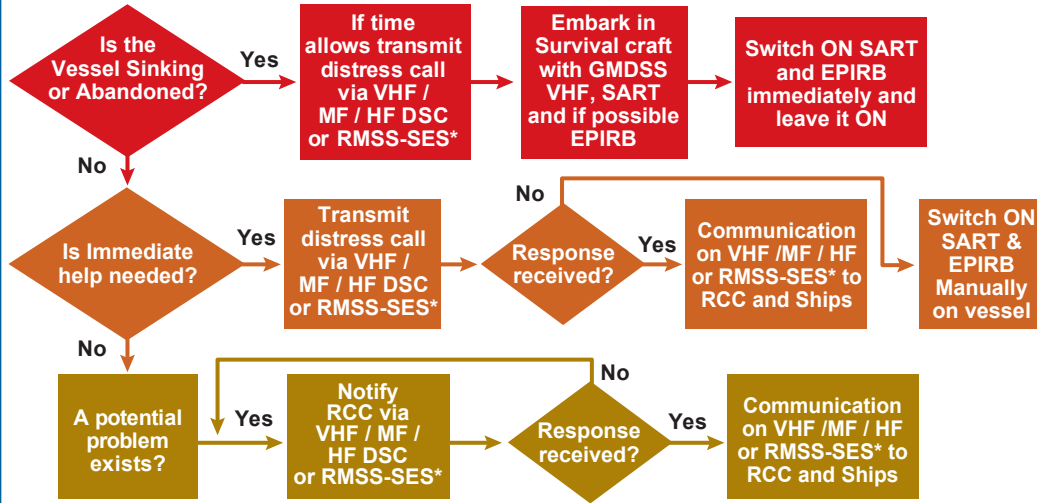 Is the
Vessel Sinking
or Abandoned?
Yes
If time
allows transmit
distress call
via VHF /
MF / HF DSC
or RMSS-SES*
Embark in
Survival craft
with GMDSS
VHF, SART
and if possible
EPIRB
Switch ON SART
and EPIRB
immediately and
leave it ON
No
Is Immediate
help needed?
Yes
Transmit
distress call
via VHF /
MF / HF DSC
or RMSS-SES*
Response
received?
No
Yes
Communication
on VHF /MF / HF
or RMSS-SES* to
RCC and Ships
Switch ON
SART &
EPIRB
Manually
on vessel
No
A potential
problem
exists?
Yes
Notify
RCC via
VHF / MF /
HF DSC
or RMSS-SES*
Response
received?
No
Yes
Communication
on VHF /MF / HF
or RMSS-SES* to
RCC and Ships